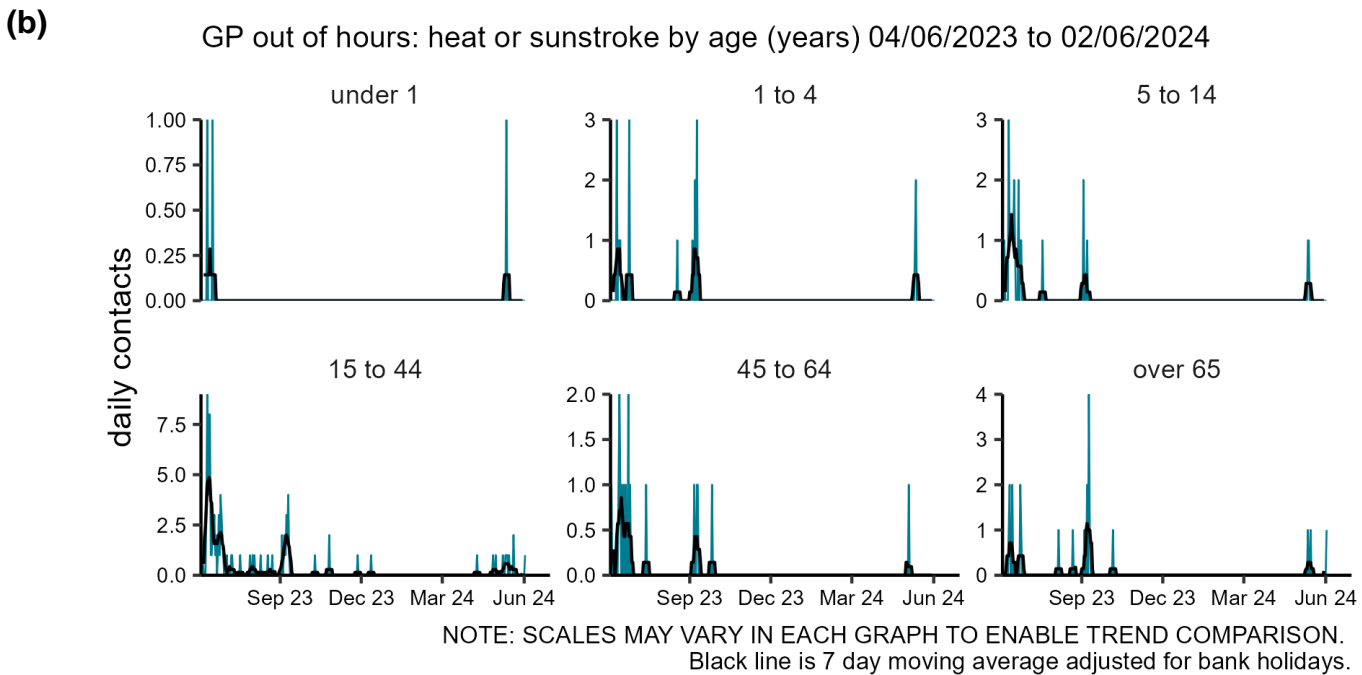 (b)
GP out of hours: heat or sunstroke by age (years) 04/06/2023 to 02/06/2024
daily contacts
under 1
1.00
0.75
0.50
0.25
0.00
1 to 4
3
2
1
0
5 to 14
3
2
1
0
15 to 44
7.5
5.0
2.5
0.0
Sep 23 Dec 23 Mar 24 Jun 24
45 to 64
2.0
1.5
1.0
0.5
0.0
Sep 23 Dec 23 Mar 24 Jun 24
over 65
4
3
2
1
0
Sep 23 Dec 23 Mar 24 Jun 24
NOTE: SCALES MAY VARY IN EACH GRAPH TO ENABLE TREND COMPARISON.
Black line is 7 day moving average adjusted for bank holidays.